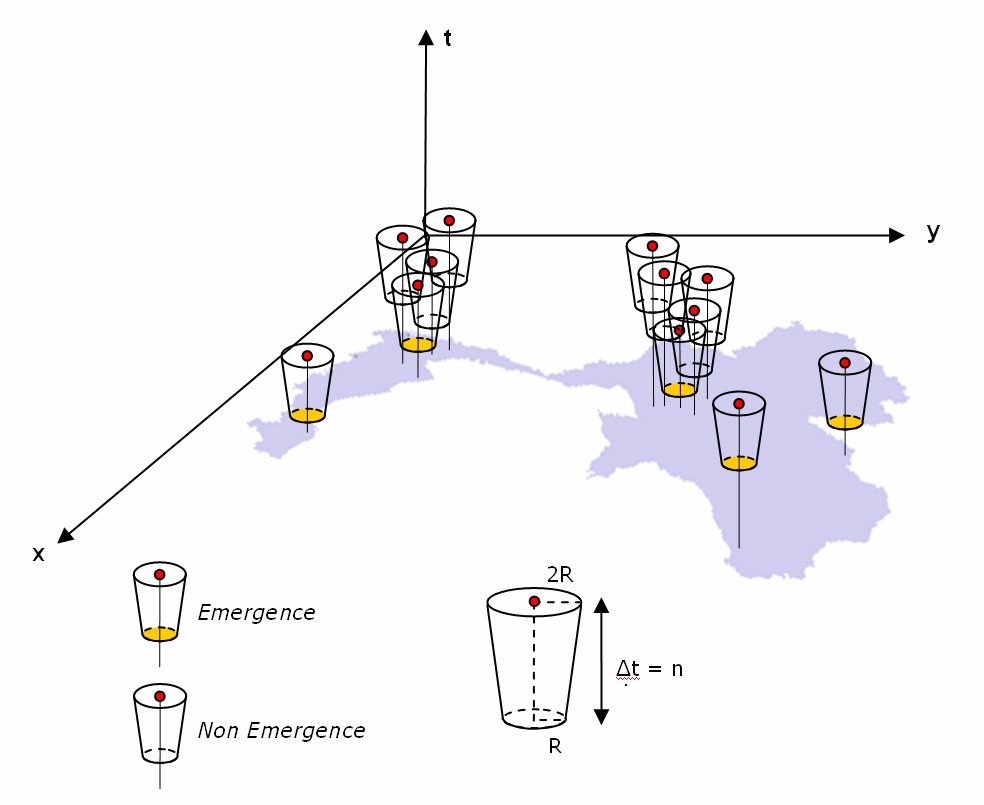 t
y
x
Emergence
Non Emergence
2R
Δt = n
R